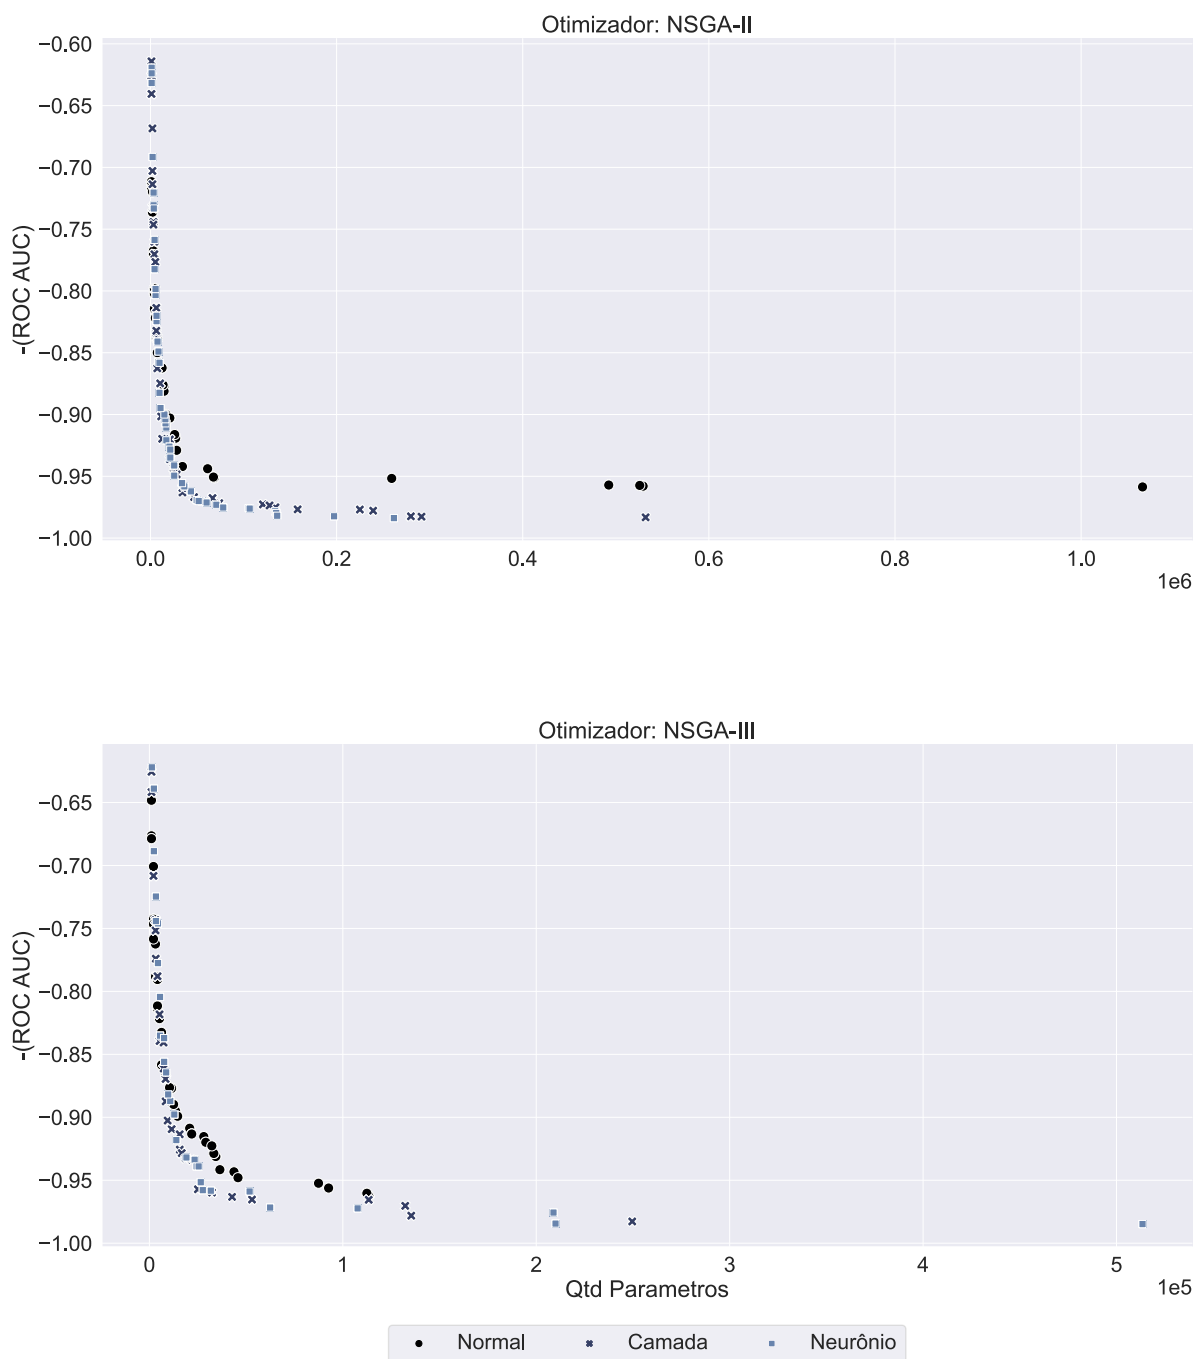 Otimizador: NSGA-II
−0.60
−0.65
−0.70
−0.75
−0.80
−0.85
−0.90
−0.95
−1.00
-(ROC AUC)
0.0 0.2 0.4 0.6 0.8 1.0
1e6
Otimizador: NSGA-III
−0.65
−0.70
−0.75
−0.80
−0.85
−0.90
−0.95
−1.00
-(ROC AUC)
0 1 2 3 4 5
Qtd Parametros
1e5
Normal Camada Neurônio